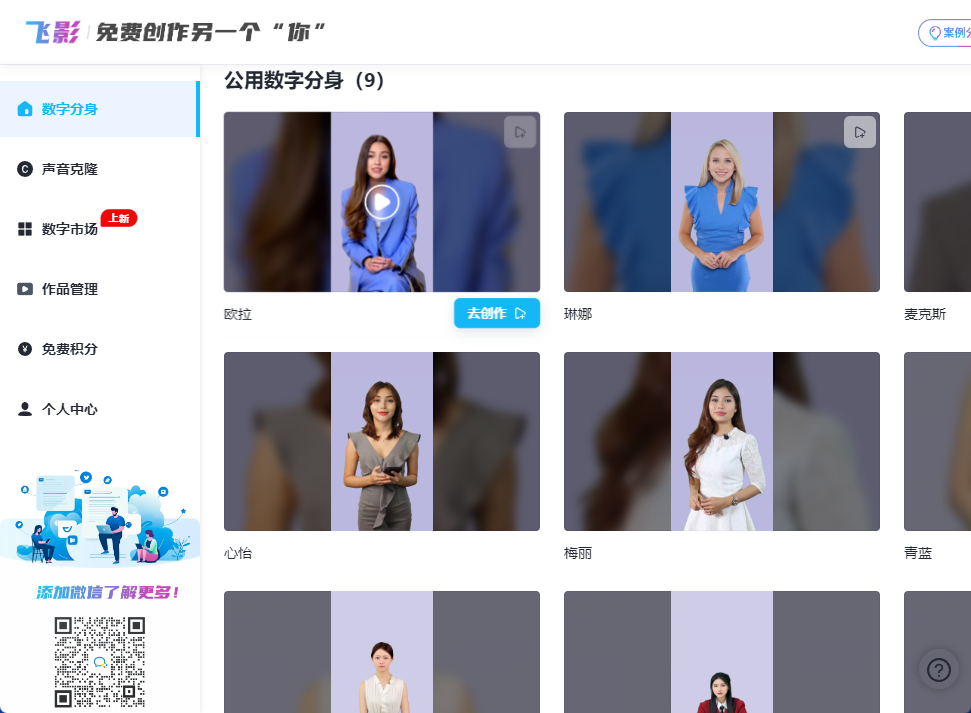 飞影 免费创作另一个“你”
案例分
数字分身
声音克隆
数字市场 上新
作品管理
免费积分
个人中心
添加微信了解更多！
公用数字分身（9）
欧拉 去创作
琳娜
麦克斯
心怡
梅丽
青蓝